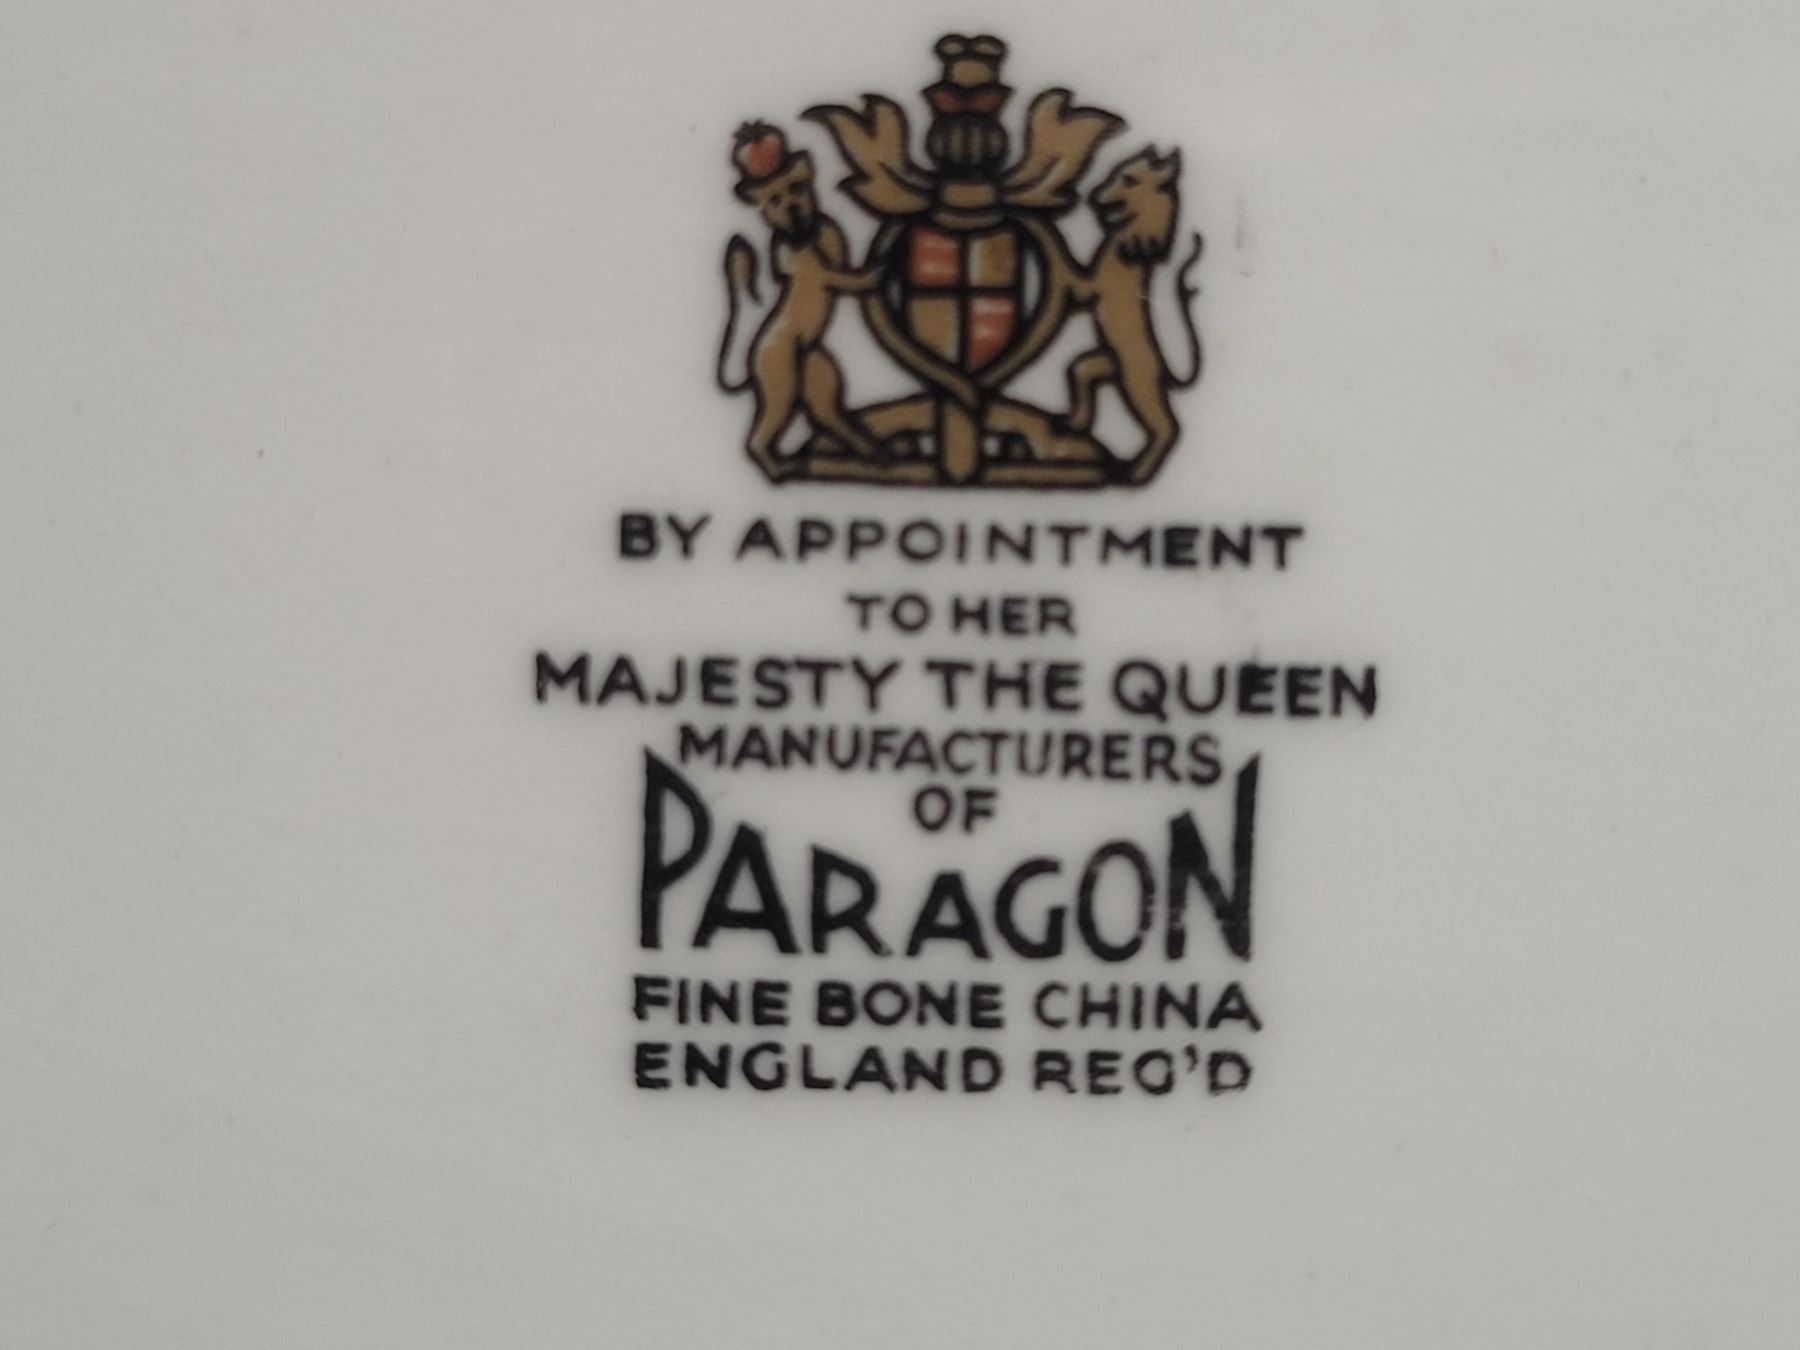 BY APPOINTMENT
TO HER
MAJESTY THE QUEEN
MANUFACTURERS
OF
PARAGON
FINE BONE CHINA
ENGLAND REG'D